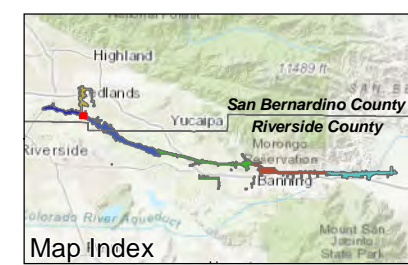 Highland
11489 ft
edlands
San Bernardino County
Yucaipa
Riverside County
Riverside
Morongo
Reservation
Banning
Colorado River Aqueduct
Mount San
Jacinto
State Park
Map Index